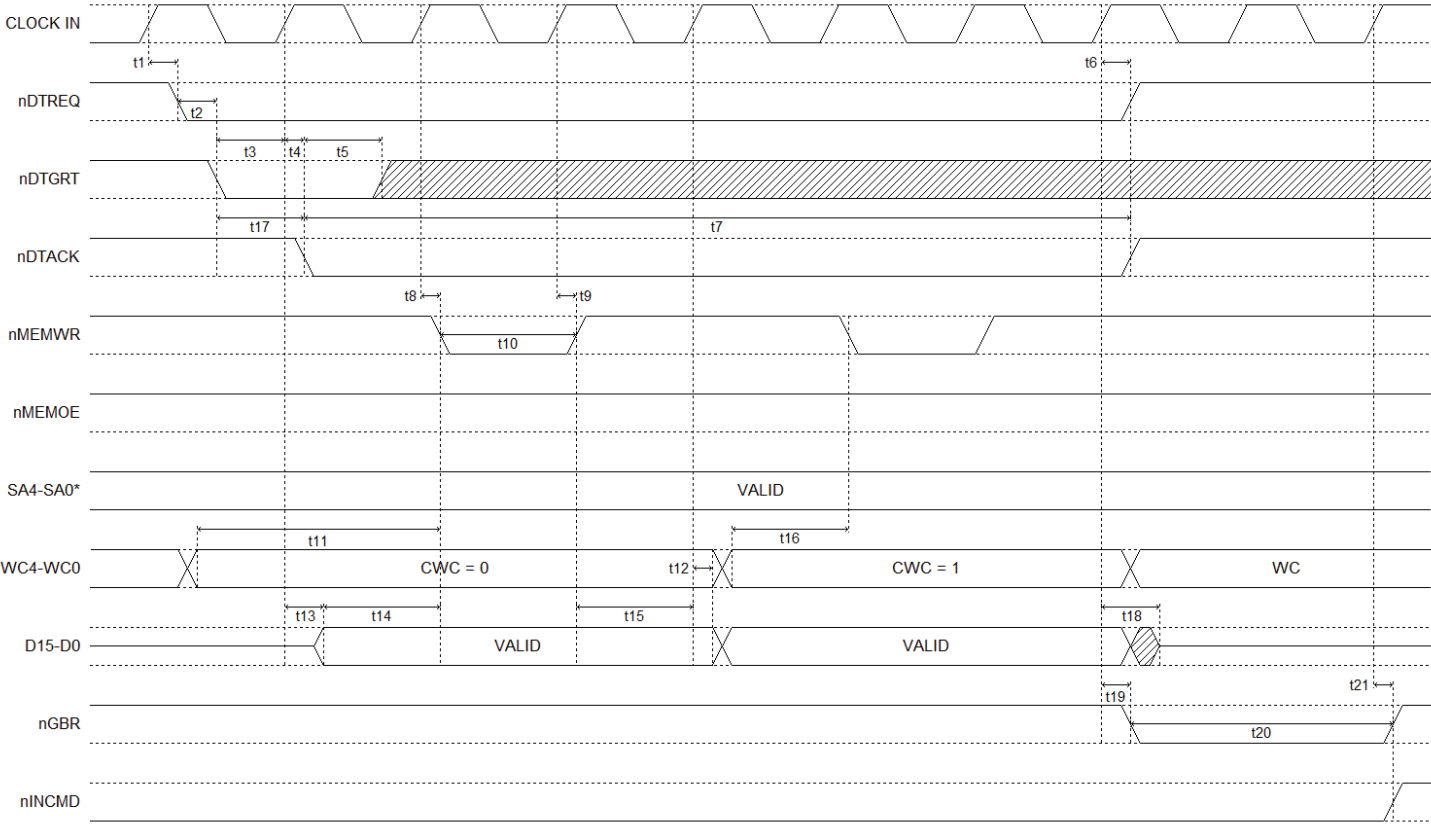 CLOCK IN
t1
t6
nDTREQ
t2
t3 t4 t5
nDTGRT
t17 t7
nDTACK
t8 t9
nMEMWR
t10
nMEMOE
SA4-SA0*
VALID
t11 t16
WC4-WC0
CWC = 0
t12
CWC = 1
WC
t13 t14 t15 t18
D15-D0
VALID
VALID
t19 t21
nGBR
t20
nINCMD